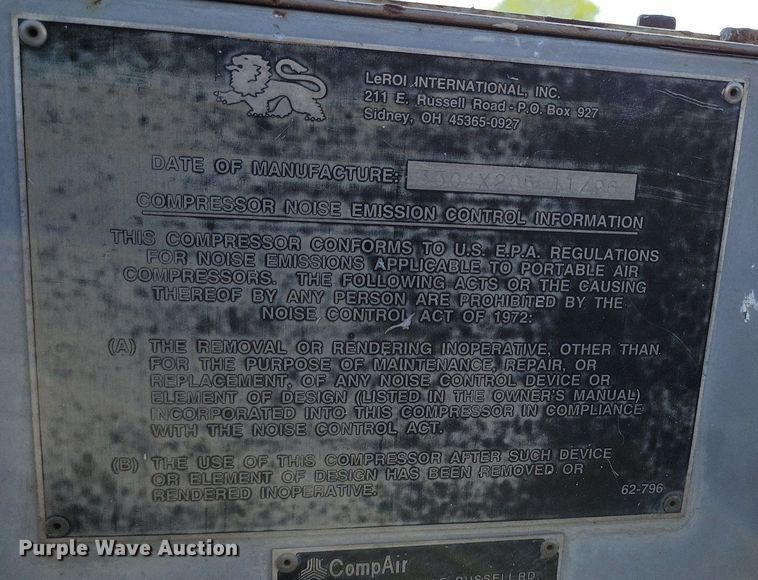 LeROI INTERNATIONAL, INC.
211 E. Russell Road - P.O. Box 927
Sidney, OH 45365-0927
DATE OF MANUFACTURE: 11/96
COMPRESSOR NOISE EMISSION CONTROL INFORMATION
THIS COMPRESSOR CONFORMS TO U.S. E.P.A. REGULATIONS
FOR NOISE EMISSIONS APPLICABLE TO PORTABLE AIR
COMPRESSORS. THE FOLLOWING ACTS OR THE CAUSING
THEREOF BY ANY PERSON ARE PROHIBITED BY THE
NOISE CONTROL ACT OF 1972:
(A) THE REMOVAL OR RENDERING INOPERATIVE, OTHER THAN
FOR THE PURPOSE OF MAINTENANCE, REPAIR, OR
REPLACEMENT, OF ANY NOISE CONTROL DEVICE OR
ELEMENT OF DESIGN (LISTED IN THE OWNER'S MANUAL)
INCORPORATED INTO THIS COMPRESSOR IN COMPLIANCE
WITH THE NOISE CONTROL ACT.
(B) THE USE OF THIS COMPRESSOR AFTER SUCH DEVICE
OR ELEMENT OF DESIGN HAS BEEN REMOVED OR
RENDERED INOPERATIVE.
62-796
Purple Wave Auction
CompAir
E. RUSSELL RD.